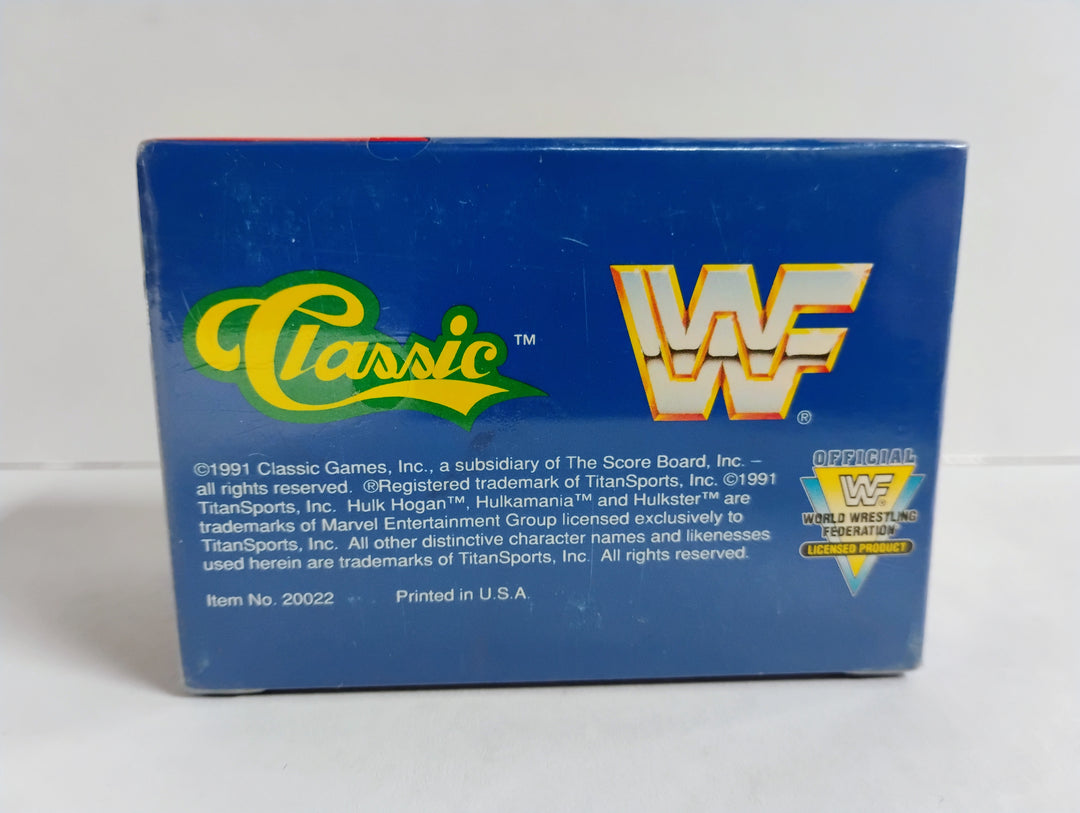 Classic™
WF®
©1991 Classic Games, Inc., a subsidiary of The Score Board, Inc. –
all rights reserved. ®Registered trademark of TitanSports, Inc. ©1991
TitanSports, Inc. Hulk Hogan™, Hulkamania™ and Hulkster™ are
trademarks of Marvel Entertainment Group licensed exclusively to
TitanSports, Inc. All other distinctive character names and likenesses
used herein are trademarks of TitanSports, Inc. All rights reserved.
Item No. 20022 Printed in U.S.A.
OFFICIAL
WF®
WORLD WRESTLING
FEDERATION
LICENSED PRODUCT